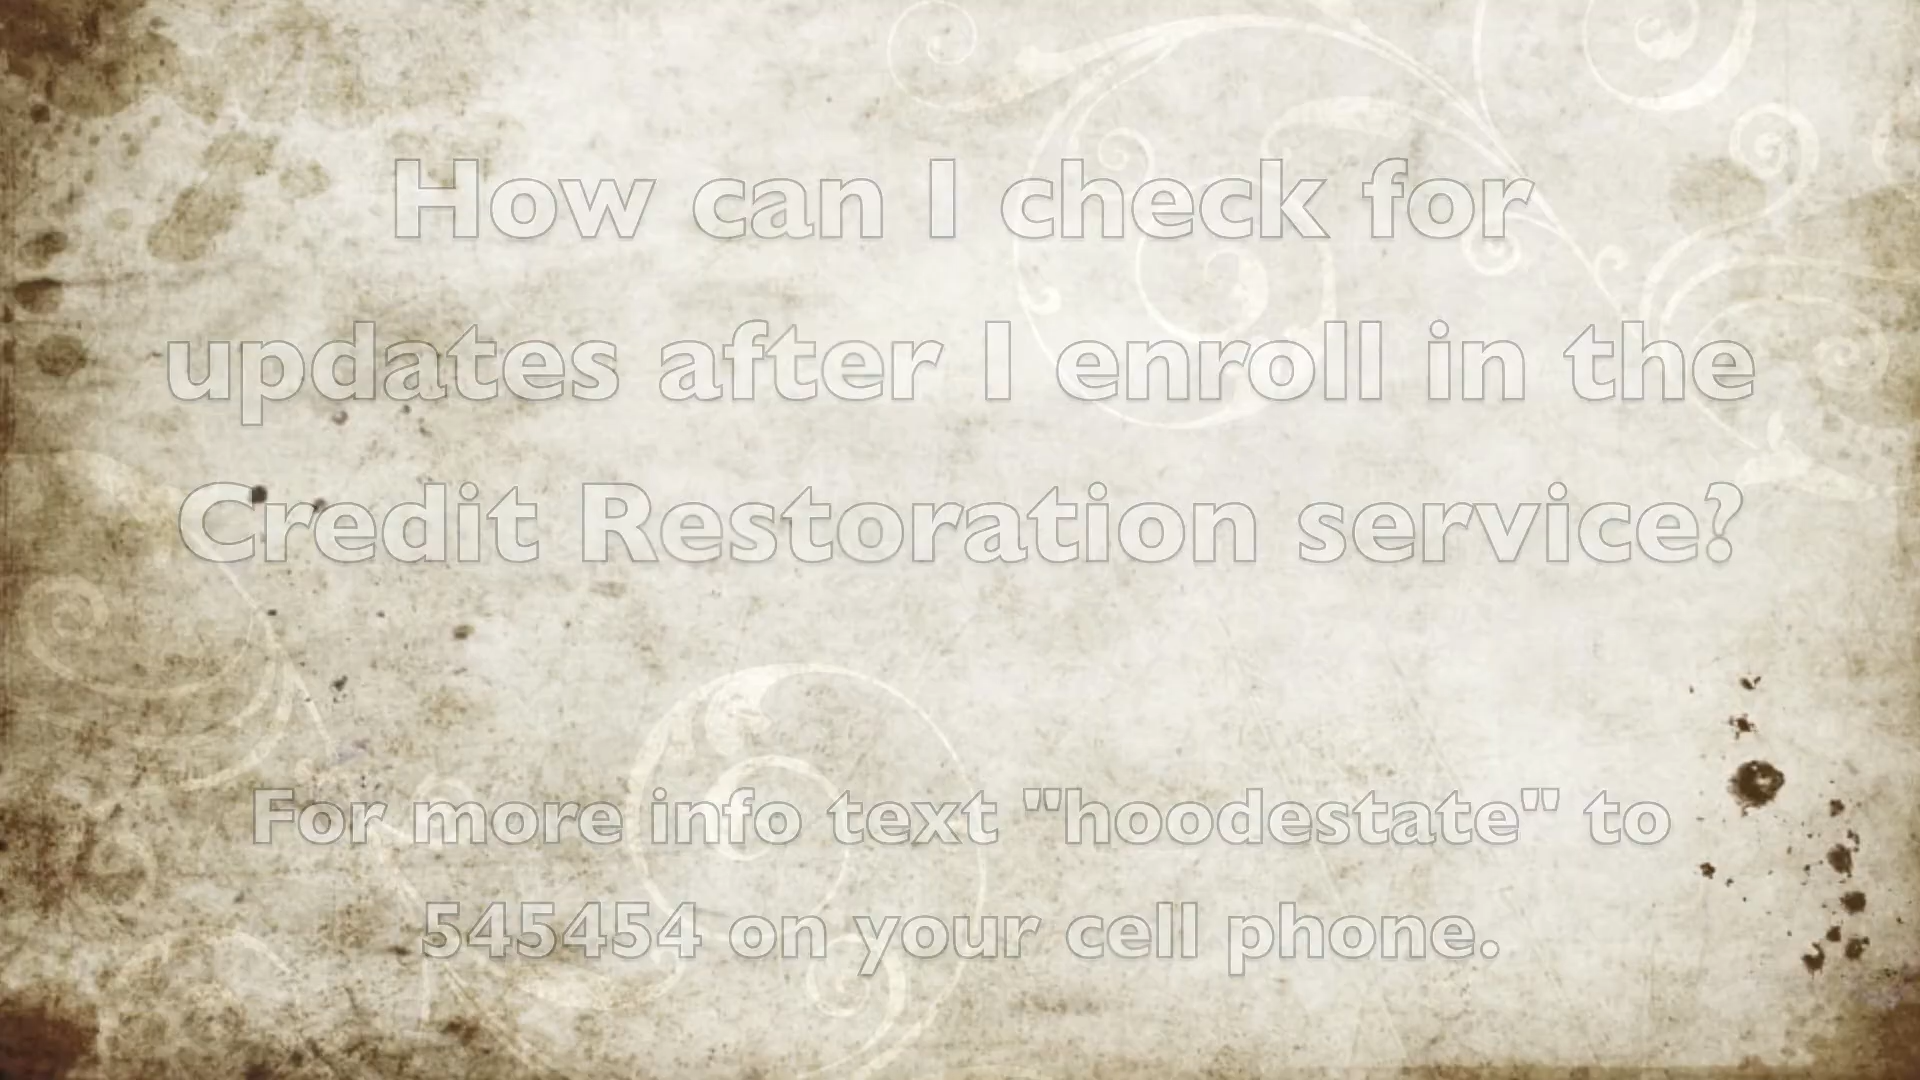 How can I check for
updates after I enroll in the
Credit Restoration service?
For more info text "hoodestate" to
545454 on your cell phone.